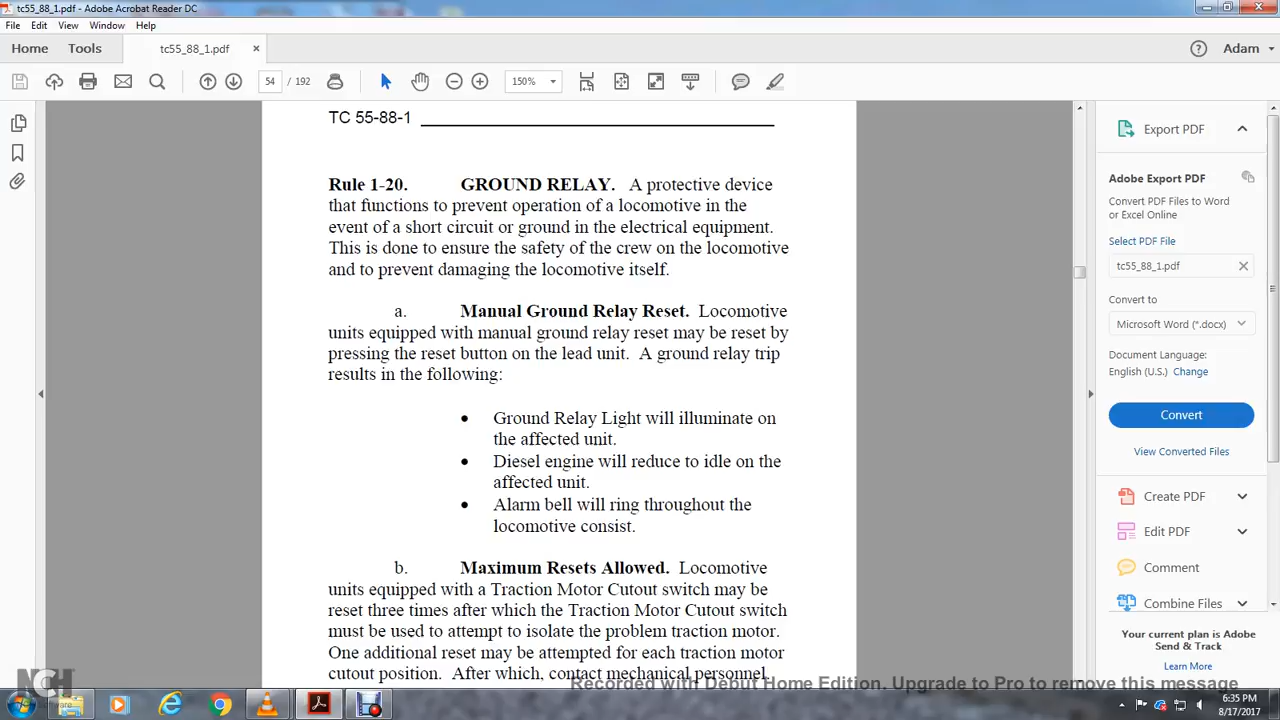 tc55_88_1.pdf - Adobe Acrobat Reader DC
File Edit View Window Help
Home Tools tc55_88_1.pdf × Adam
54 / 192 150%
TC 55-88-1
Rule 1-20. GROUND RELAY. A protective device
that functions to prevent operation of a locomotive in the
event of a short circuit or ground in the electrical equipment.
This is done to ensure the safety of the crew on the locomotive
and to prevent damaging the locomotive itself.
a. Manual Ground Relay Reset. Locomotive
units equipped with manual ground relay reset may be reset by
pressing the reset button on the lead unit. A ground relay trip
results in the following:
• Ground Relay Light will illuminate on
the affected unit.
• Diesel engine will reduce to idle on the
affected unit.
• Alarm bell will ring throughout the
locomotive consist.
b. Maximum Resets Allowed. Locomotive
units equipped with a Traction Motor Cutout switch may be
reset three times after which the Traction Motor Cutout switch
must be used to attempt to isolate the problem traction motor.
One additional reset may be attempted for each traction motor
cutout position. After which, contact mechanical personnel.
Export PDF
Adobe Export PDF
Convert PDF Files to Word
or Excel Online
Select PDF File
tc55_88_1.pdf
Convert to
Microsoft Word (*.docx)
Document Language:
English (U.S.) Change
Convert
View Converted Files
Create PDF
Edit PDF
Comment
Combine Files
Your current plan is Adobe
Send & Track
Learn More
NCH
Software
Recorded with Debut Home Edition. Upgrade to Pro to remove this message
6:35 PM
8/17/2017